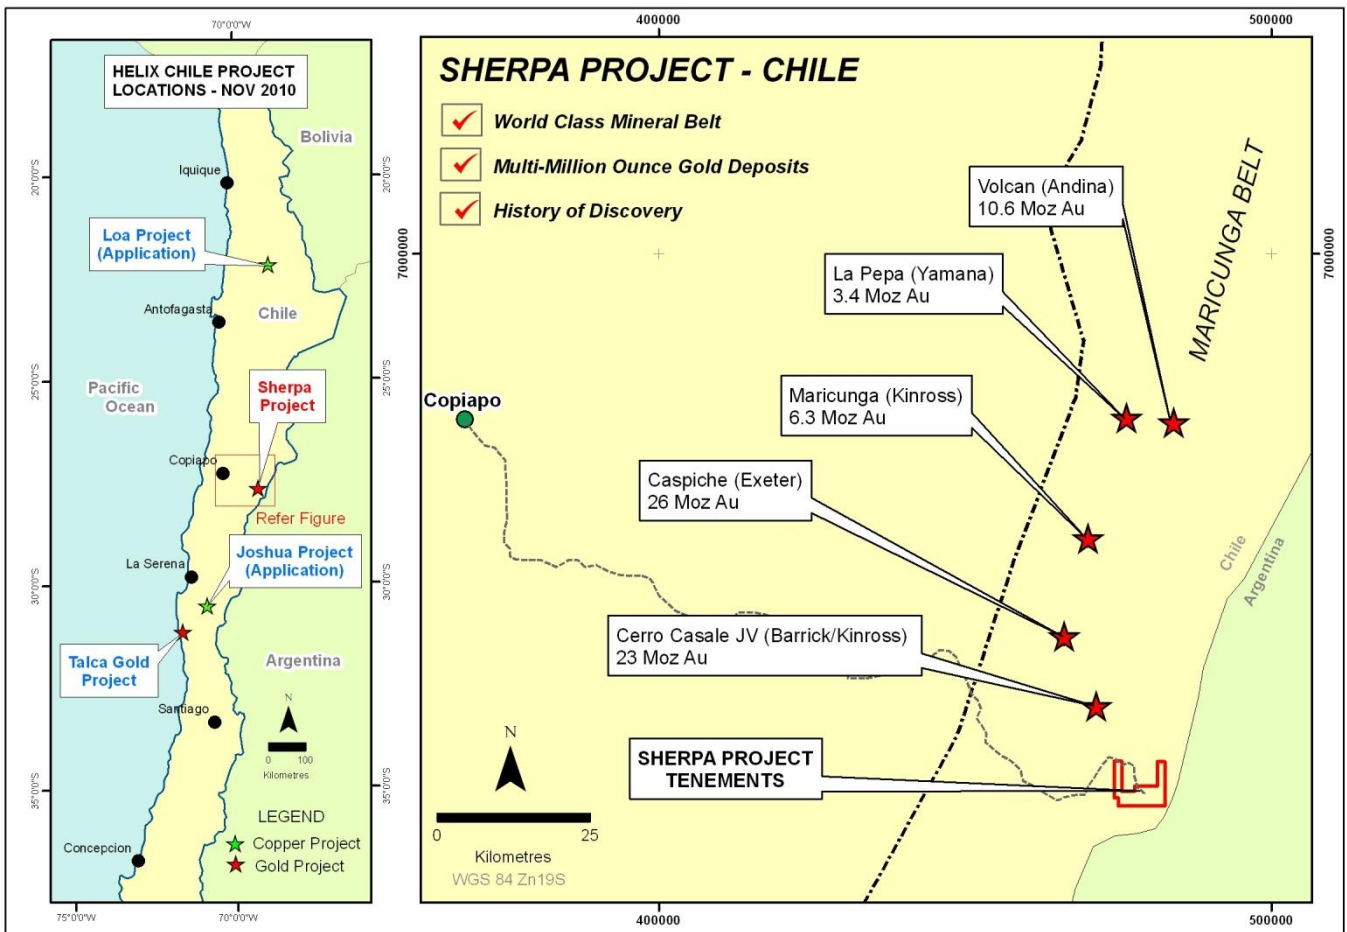 70°0'0"W
HELIX CHILE PROJECT
LOCATIONS - NOV 2010
Bolivia
Iquique
20°0'0"S
20°0'0"S
Loa Project
(Application)
Antofagasta
Chile
Pacific
Ocean
25°0'0"S
25°0'0"S
Sherpa
Project
Copiapo
Refer Figure
Joshua Project
(Application)
La Serena
30°0'0"S
30°0'0"S
Talca Gold
Project
Argentina
Santiago
N
0 100
Kilometres
35°0'0"S
35°0'0"S
LEGEND
Copper Project
Gold Project
Concepcion
75°0'0"W
70°0'0"W
400000
500000
SHERPA PROJECT - CHILE
World Class Mineral Belt
Multi-Million Ounce Gold Deposits
History of Discovery
7000000
7000000
MARICUNGA BELT
Volcan (Andina)
10.6 Moz Au
La Pepa (Yamana)
3.4 Moz Au
Maricunga (Kinross)
6.3 Moz Au
Copiapo
Caspiche (Exeter)
26 Moz Au
Chile
Argentina
Cerro Casale JV (Barrick/Kinross)
23 Moz Au
SHERPA PROJECT
TENEMENTS
N
0 25
Kilometres
WGS 84 Zn19S
400000
500000